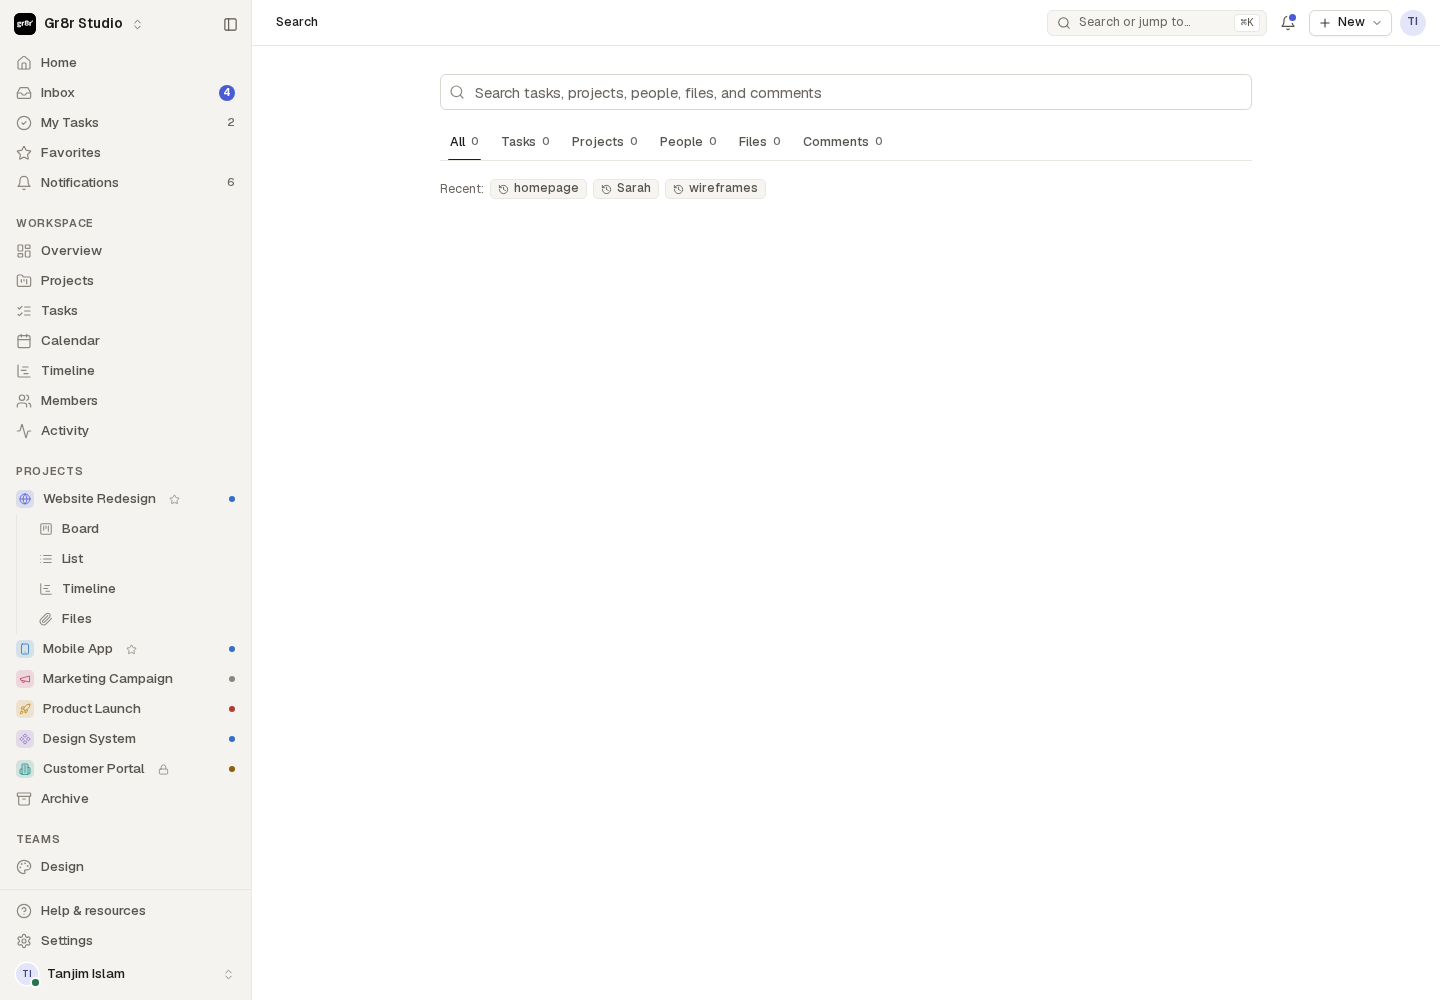 gr8r Gr8r Studio
Home
Inbox 4
My Tasks 2
Favorites
Notifications 6
WORKSPACE
Overview
Projects
Tasks
Calendar
Timeline
Members
Activity
PROJECTS
Website Redesign
Board
List
Timeline
Files
Mobile App
Marketing Campaign
Product Launch
Design System
Customer Portal
Archive
TEAMS
Design
Help & resources
Settings
TI Tanjim Islam
Search
Search or jump to... ⌘K
New
TI
Search tasks, projects, people, files, and comments
All 0 Tasks 0 Projects 0 People 0 Files 0 Comments 0
Recent: homepage Sarah wireframes